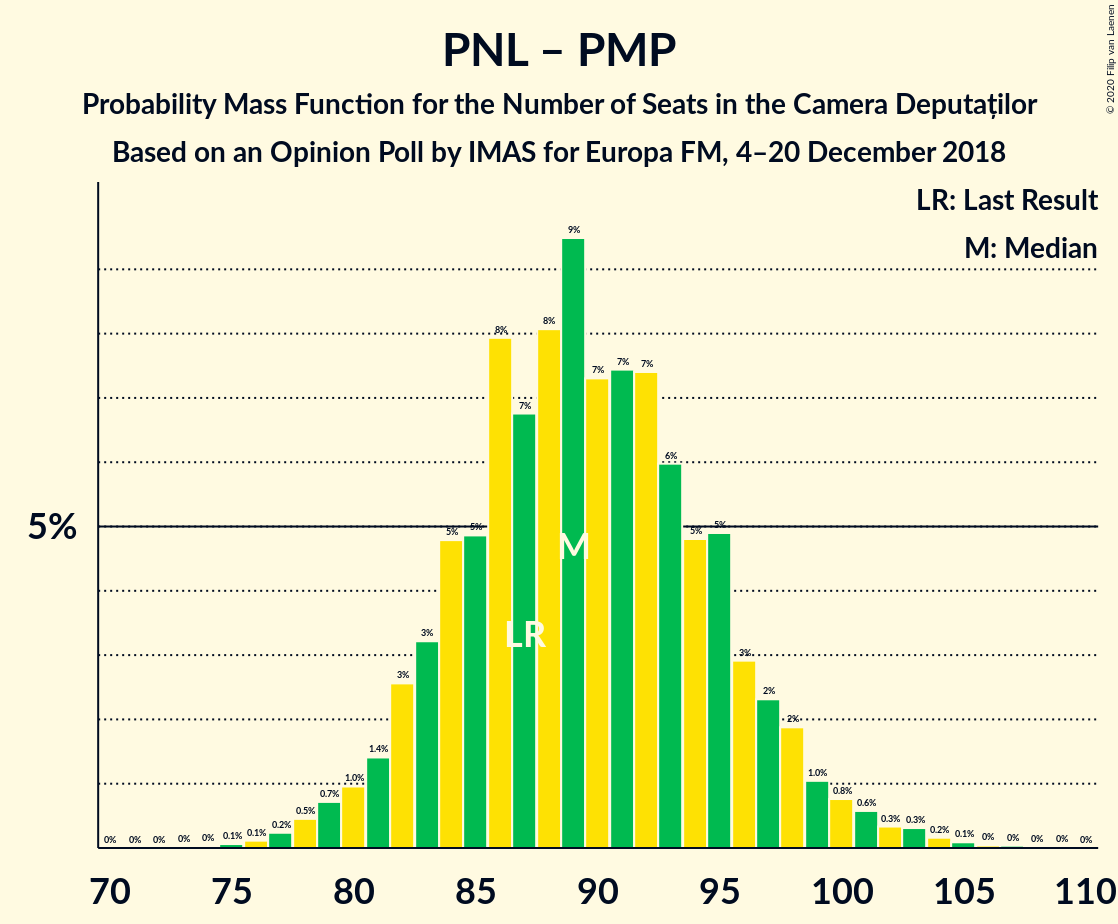 PNL – PMP
Probability Mass Function for the Number of Seats in the Camera Deputaților
Based on an Opinion Poll by IMAS for Europa FM, 4–20 December 2018
© 2020 Filip van Laenen
LR: Last Result
M: Median
5%
0% 0% 0% 0% 0% 0.1% 0.1% 0.2% 0.5% 0.7% 1.0% 1.4% 3% 3% 5% 5% 8% 7% 8% 9% 7% 7% 7% 6% 5% 5% 3% 2% 2% 1.0% 0.8% 0.6% 0.3% 0.3% 0.2% 0.1% 0% 0% 0% 0% 0%
M
LR
70 75 80 85 90 95 100 105 110